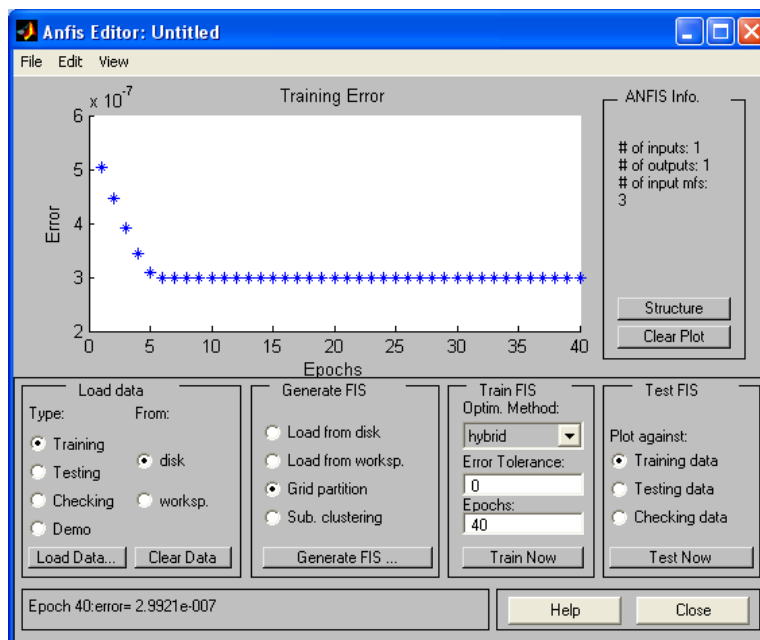 Anfis Editor: Untitled
File Edit View
x 10^-7
Training Error
6
5
4
3
2
Error
0 5 10 15 20 25 30 35 40
Epochs
ANFIS Info.
# of inputs: 1
# of outputs: 1
# of input mfs:
3
Structure
Clear Plot
Load data
Type: From:
Training
Testing
Checking
Demo
disk
worksp.
Load Data... Clear Data
Generate FIS
Load from disk
Load from worksp.
Grid partition
Sub. clustering
Generate FIS ...
Train FIS
Optim. Method:
hybrid
Error Tolerance:
0
Epochs:
40
Train Now
Test FIS
Plot against:
Training data
Testing data
Checking data
Test Now
Epoch 40:error= 2.9921e-007
Help Close